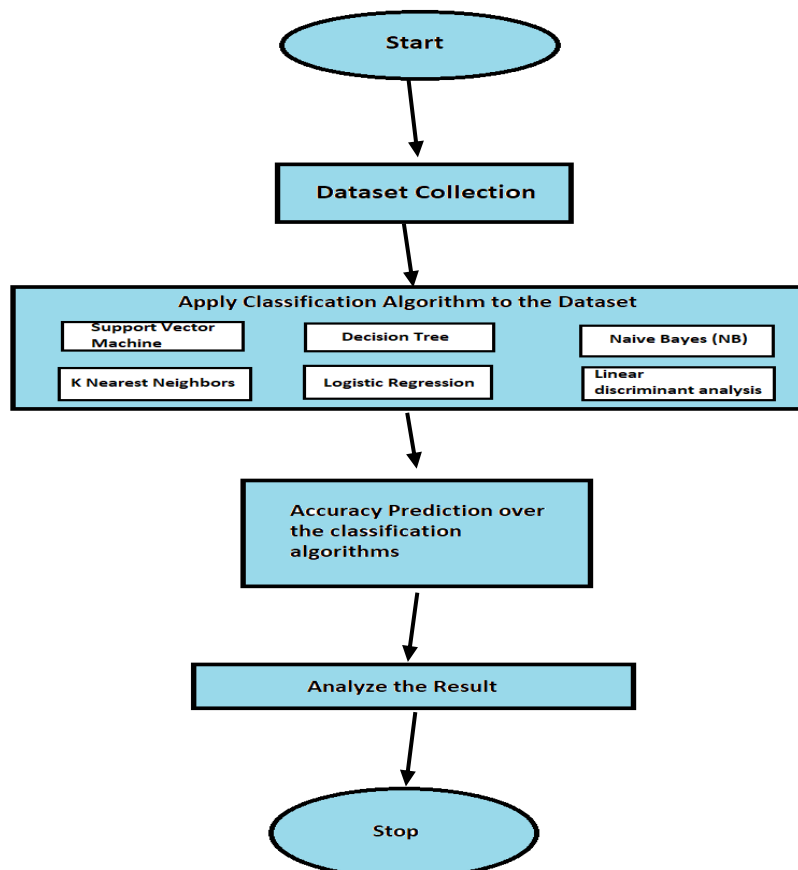 Start
Dataset Collection
Apply Classification Algorithm to the Dataset
Support Vector
Machine
Decision Tree
Naive Bayes (NB)
K Nearest Neighbors
Logistic Regression
Linear
discriminant analysis
Accuracy Prediction over
the classification
algorithms
Analyze the Result
Stop